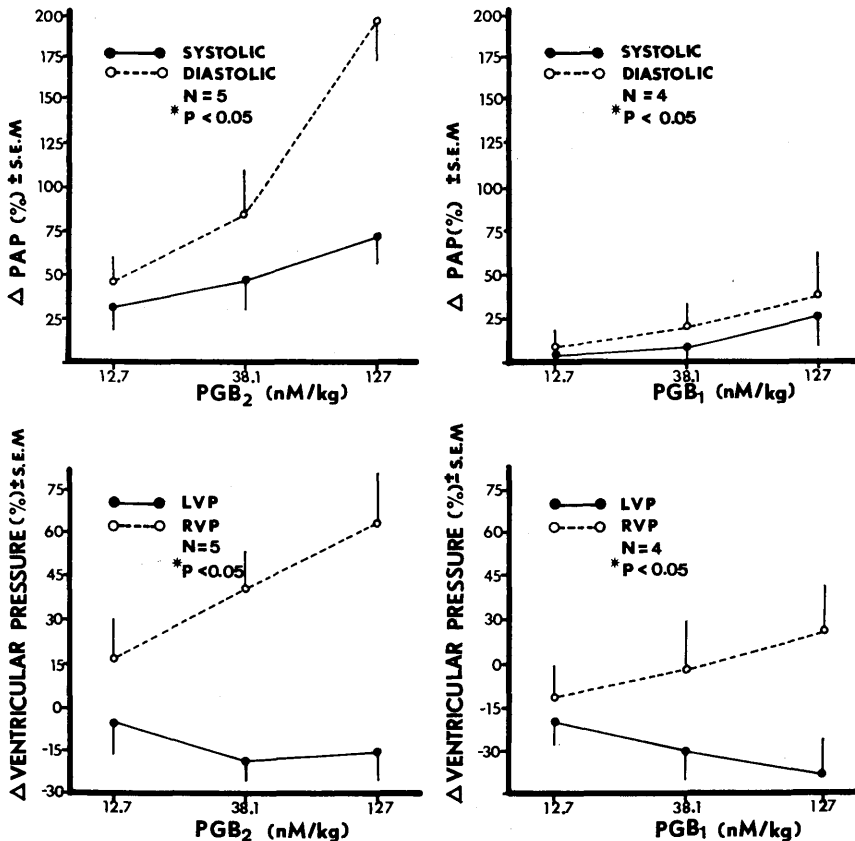 Δ PAP (%) ± S.E.M
200
175
150
125
100
75
50
25
SYSTOLIC
DIASTOLIC
N = 5
* P < 0.05
12.7 38.1 127
PGB2 (nM/kg)
Δ PAP(%) ± S.E.M
200
175
150
125
100
75
50
25
SYSTOLIC
DIASTOLIC
N = 4
* P < 0.05
12.7 38.1 127
PGB1 (nM/kg)
Δ VENTRICULAR PRESSURE (%) ± S.E.M
75
60
45
30
15
0
-15
-30
LVP
RVP
N=5
* P <0.05
12.7 38.1 127
PGB2 (nM/kg)
Δ VENTRICULAR PRESSURE (%) ± S.E.M
75
60
45
30
0
-15
-30
LVP
RVP
N=4
* P < 0.05
12.7 38.1 127
PGB1 (nM/kg)